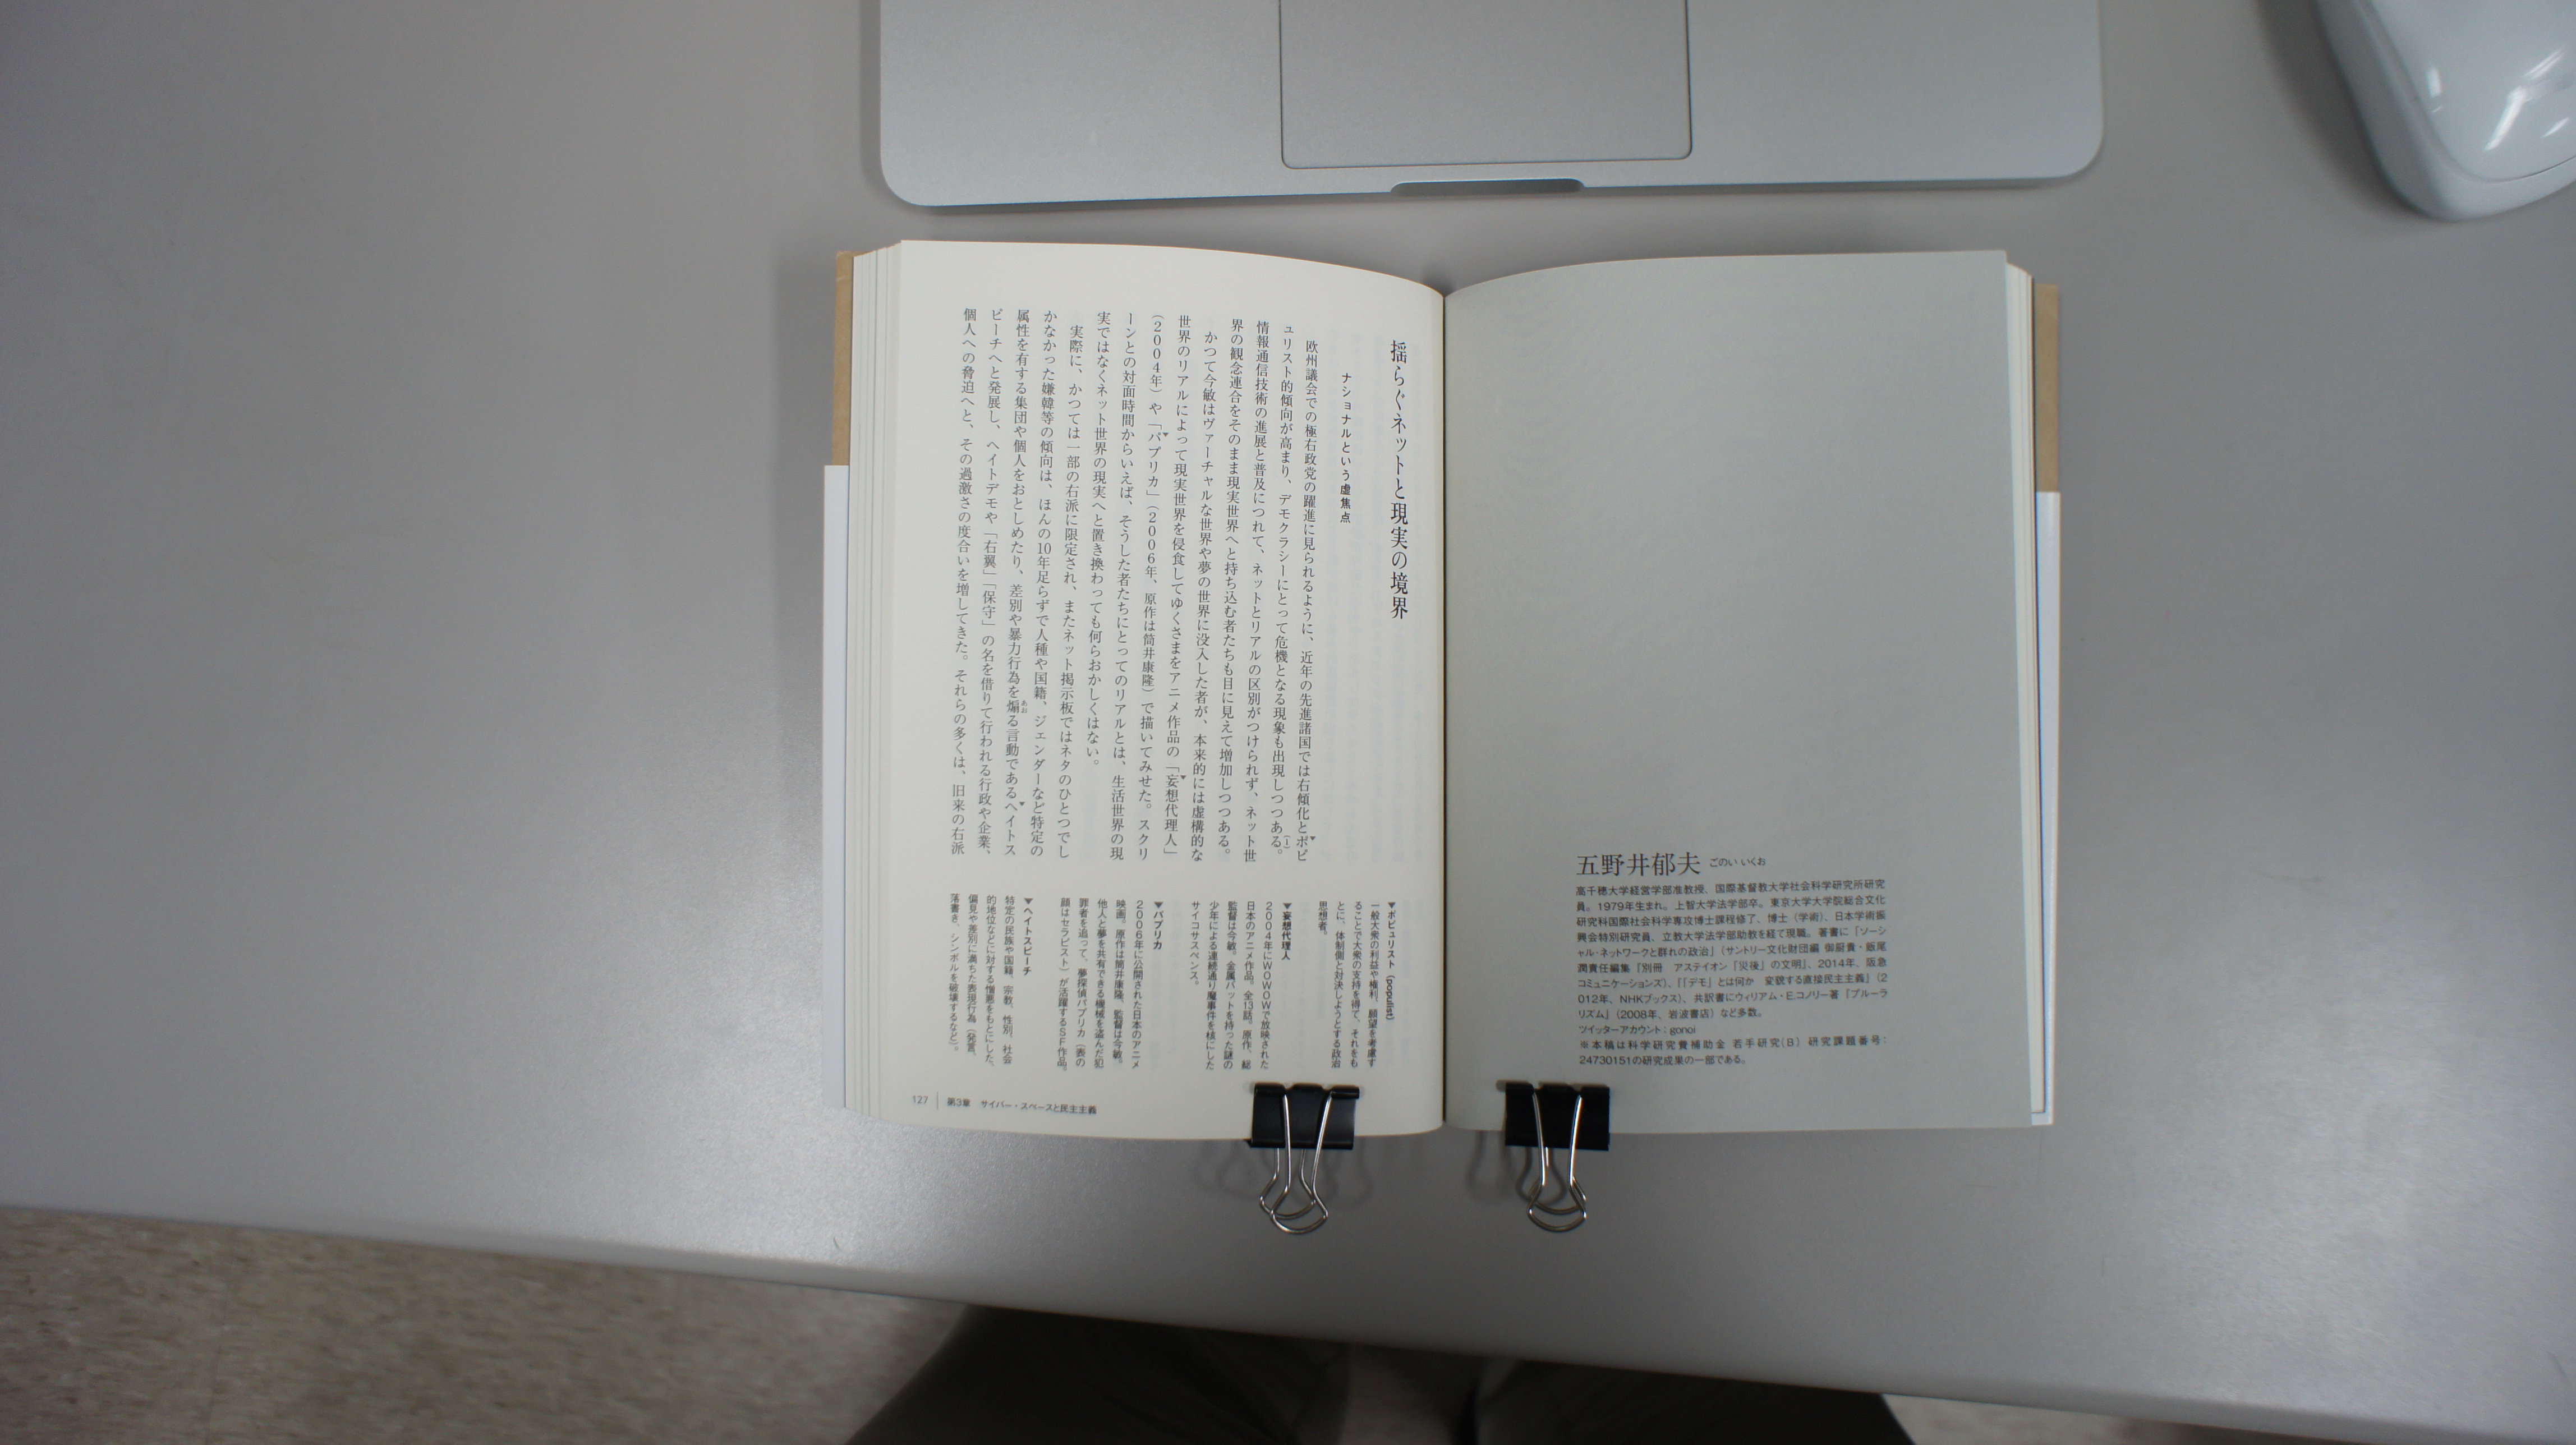 五野井郁夫 ごのい いくお
高千穂大学経営学部准教授、国際基督教大学社会科学研究所研究
員。1979年生まれ。上智大学法学部卒。東京大学大学院総合文化
研究科国際社会科学専攻博士課程修了、博士（学術）、日本学術振
興会特別研究員、立教大学法学部助教を経て現職。著書に『ソーシ
ャル・ネットワークと群れの政治』（サントリー文化財団編 御厨貴・飯尾
潤責任編集『別冊　アステイオン「災後」の文明』、2014年、阪急
コミュニケーションズ）、『「デモ」とは何か　変貌する直接民主主義』（2
012年、NHKブックス）、共訳書にウィリアム・E.コノリー著『プルーラ
リズム』（2008年、岩波書店）など多数。
ツイッターアカウント：gonoi
※本稿は科学研究費補助金 若手研究（B）研究課題番号：
24730151の研究成果の一部である。
揺らぐネットと現実の境界
ナショナルという虚焦点
欧州議会での極右政党の躍進に見られるように、近年の先進諸国では右傾化とポピ
ュリスト的傾向が高まり、デモクラシーにとって危機となる現象も出現しつつある（1）。
情報通信技術の進展と普及につれて、ネットとリアルの区別がつけられず、ネット世
界の観念連合をそのまま現実世界へと持ち込む者たちも目に見えて増加しつつある。
かつて今敏はヴァーチャルな世界や夢の世界に没入した者が、本来的には虚構的な
世界のリアルによって現実世界を侵食してゆくさまをアニメ作品の「妄想代理人」
（2004年）や「パプリカ」（2006年、原作は筒井康隆）で描いてみせた。スクリ
ーンとの対面時間からいえば、そうした者たちにとってのリアルとは、生活世界の現
実ではなくネット世界の現実へと置き換わっても何らおかしくはない。
実際に、かつては一部の右派に限定され、またネット掲示板ではネタのひとつでし
かなかった嫌韓等の傾向は、ほんの10年足らずで人種や国籍、ジェンダーなど特定の
属性を有する集団や個人をおとしめたり、差別や暴力行為を煽（あお）る言動であるヘイトス
ピーチへと発展し、ヘイトデモや「右翼」「保守」の名を借りて行われる行政や企業、
個人への脅迫へと、その過激さの度合いを増してきた。それらの多くは、旧来の右派
▼ポピュリスト（populist）
一般大衆の利益や権利、願望を考慮す
ることで大衆の支持を得て、それをも
とに、体制側と対決しようとする政治
思想者。
▼妄想代理人
2004年にWOWOWで放映された
日本のアニメ作品。全13話。原作、総
監督は今敏。金属バットを持った謎の
少年による連続通り魔事件を核にした
サイコサスペンス。
▼パプリカ
2006年に公開された日本のアニメ
映画。原作は筒井康隆、監督は今敏。
他人と夢を共有できる機械を盗んだ犯
罪者を追って、夢探偵パプリカ（表の
顔はセラピスト）が活躍するSF作品。
▼ヘイトスピーチ
特定の民族や国籍、宗教、性別、社会
的地位などに対する憎悪をもとにした、
偏見や差別に満ちた表現行為（発言、
落書き、シンボルを破壊するなど）。
127 第3章　サイバー・スペースと民主主義